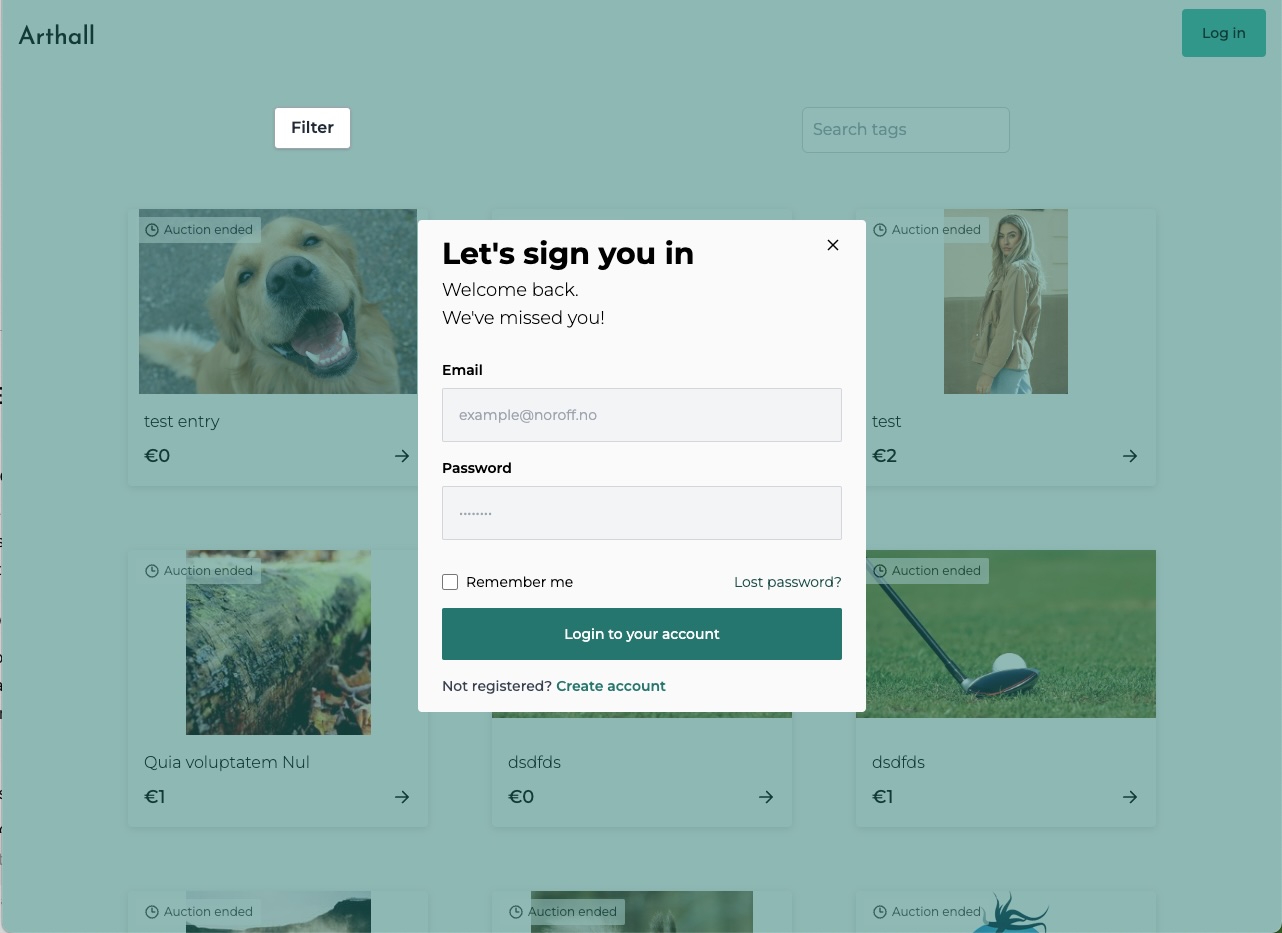 Arthall
Log in
Filter
Search tags
Auction ended
Auction ended
Let's sign you in
Welcome back.
We've missed you!
Email
example@noroff.no
Password
········
Remember me
Lost password?
Login to your account
Not registered? Create account
test entry
€0
test
€2
Auction ended
Auction ended
Quia voluptatem Nul
€1
dsdfds
€0
dsdfds
€1
Auction ended
Auction ended
Auction ended